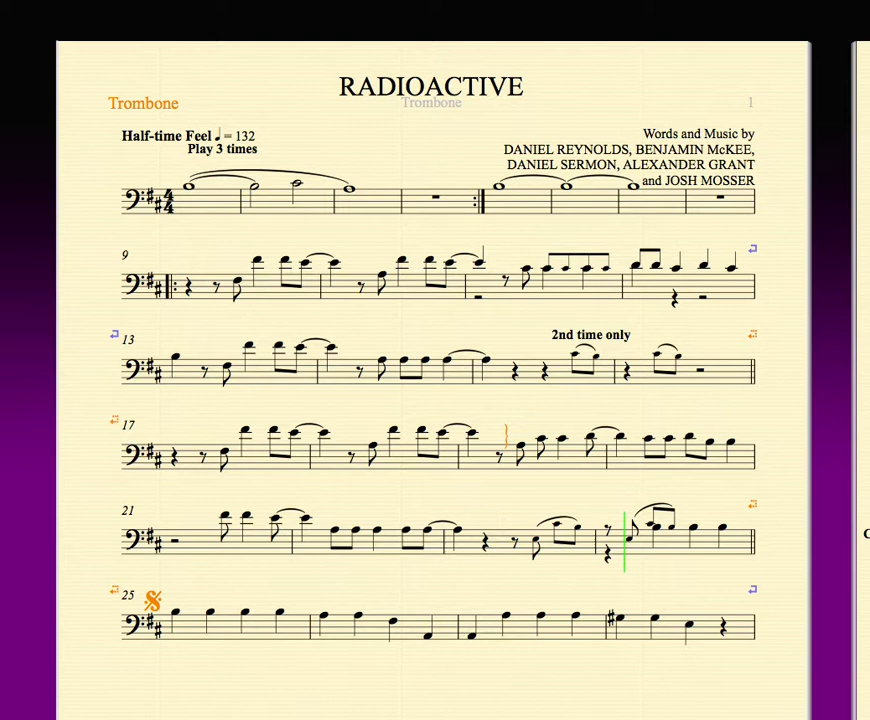 RADIOACTIVE
Trombone
Trombone
1
Half-time Feel ♩ = 132
Play 3 times
Words and Music by
DANIEL REYNOLDS, BENJAMIN McKEE,
DANIEL SERMON, ALEXANDER GRANT
and JOSH MOSSER
9
13
2nd time only
17
21
25